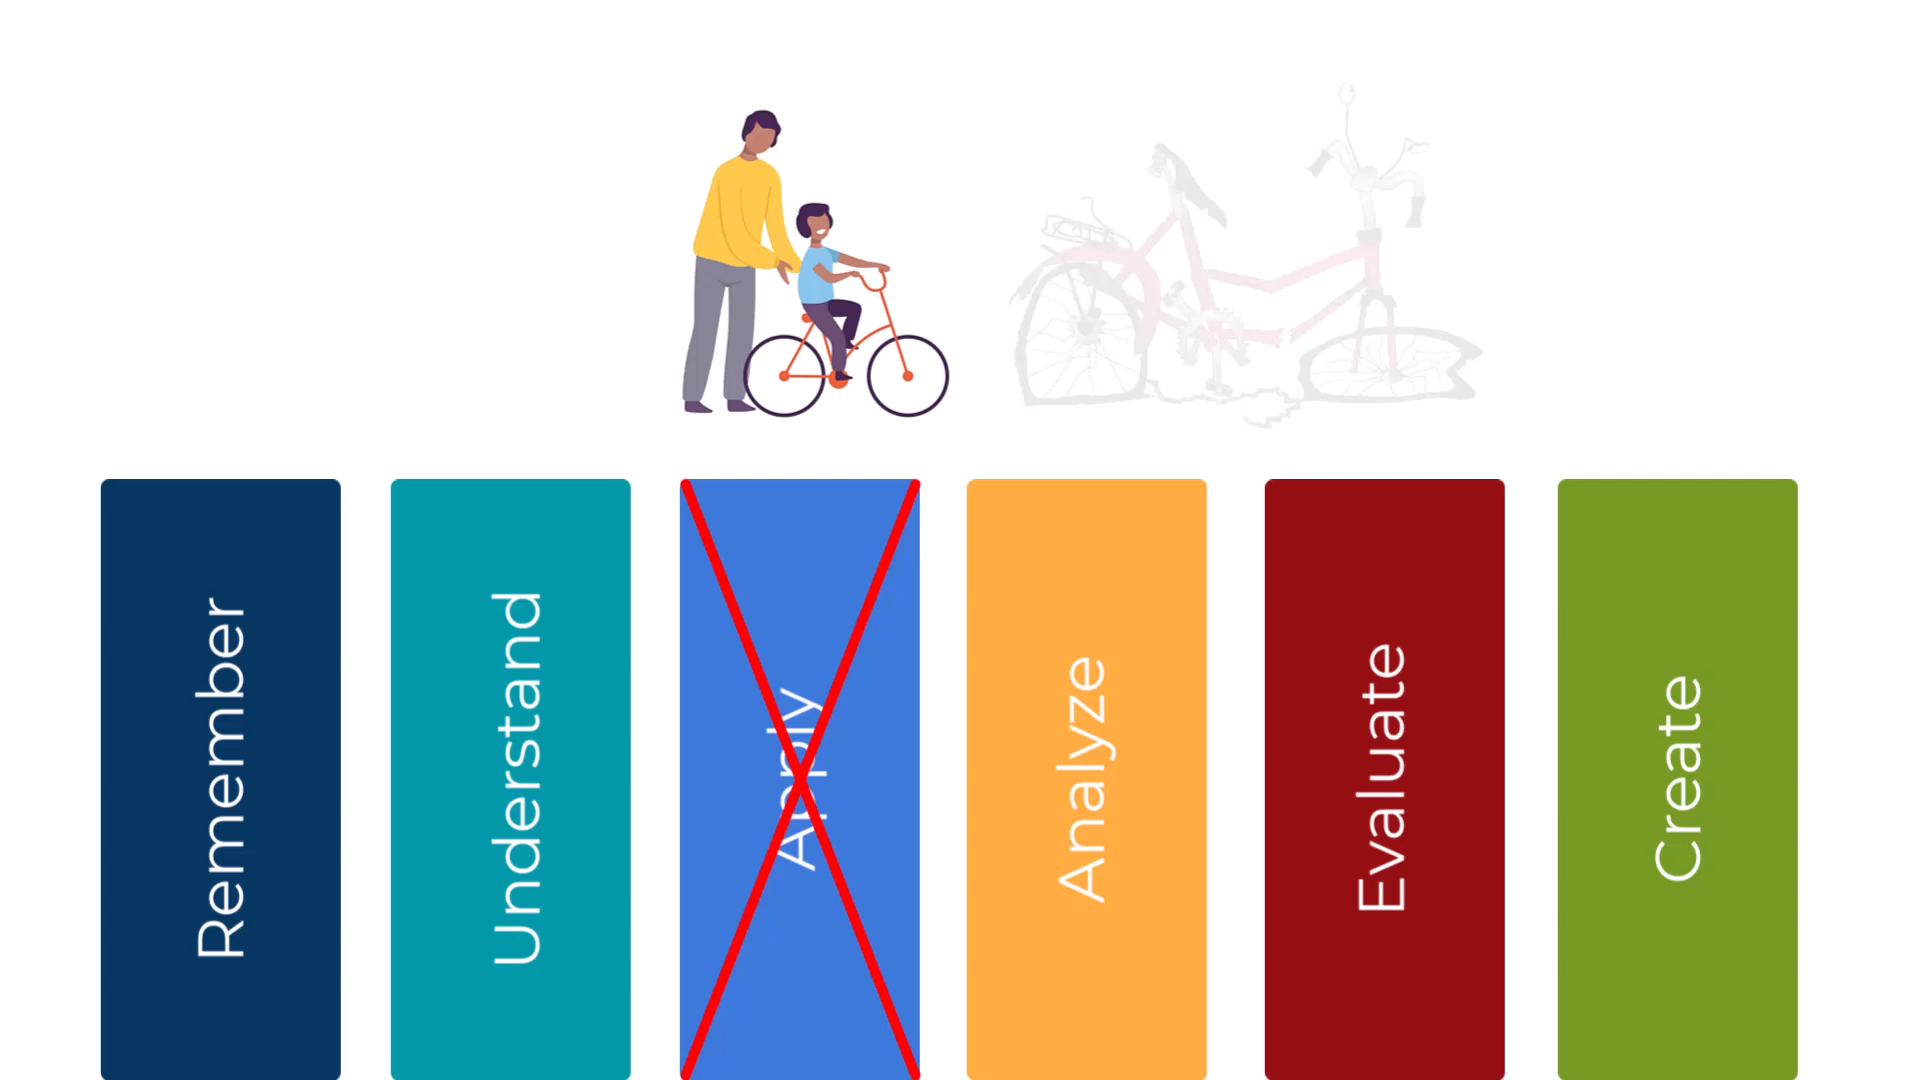 Remember
Understand
Apply
Analyze
Evaluate
Create